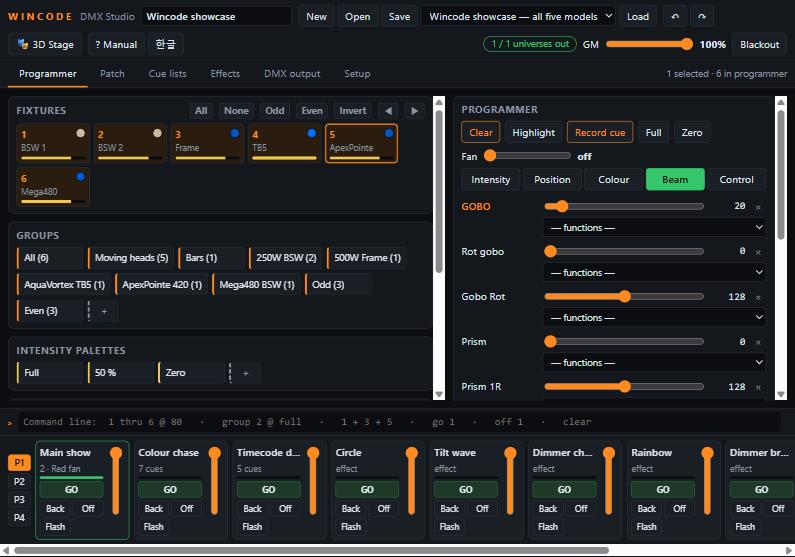 WINCODE DMX Studio Wincode showcase New Open Save Wincode showcase — all five models Load
3D Stage ? Manual 한글 1 / 1 universes out GM 100% Blackout
Programmer Patch Cue lists Effects DMX output Setup 1 selected · 6 in programmer
FIXTURES All None Odd Even Invert
1 BSW 1
2 BSW 2
3 Frame
4 TB5
5 ApexPointe
6 Mega480
GROUPS
All (6) Moving heads (5) Bars (1) 250W BSW (2) 500W Frame (1)
AquaVortex TB5 (1) ApexPointe 420 (1) Mega480 BSW (1) Odd (3)
Even (3) +
INTENSITY PALETTES
Full 50 % Zero +
PROGRAMMER
Clear Highlight Record cue Full Zero
Fan off
Intensity Position Colour Beam Control
GOBO 20 ×
— functions —
Rot gobo 0 ×
— functions —
Gobo Rot 128 ×
— functions —
Prism 0 ×
— functions —
Prism 1R 128 ×
> Command line: 1 thru 6 @ 80 · group 2 @ full · 1 + 3 + 5 · go 1 · off 1 · clear
P1
P2
P3
P4
Main show
2 · Red fan
GO
Back Off
Flash
Colour chase
7 cues
GO
Back Off
Flash
Timecode d...
5 cues
GO
Back Off
Flash
Circle
effect
GO
Back Off
Flash
Tilt wave
effect
GO
Back Off
Flash
Dimmer ch...
effect
GO
Back Off
Flash
Rainbow
effect
GO
Back Off
Flash
Dimmer br...
effect
GO
Back Off
Flash